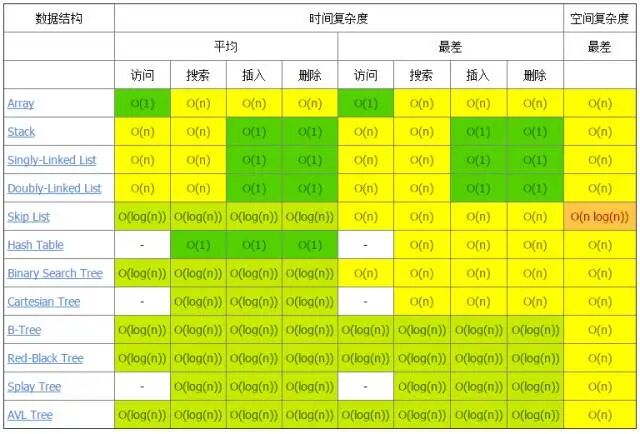 数据结构 时间复杂度 空间复杂度
平均 最差 最差
访问 搜索 插入 删除 访问 搜索 插入 删除
Array O(1) O(n) O(n) O(n) O(1) O(n) O(n) O(n) O(n)
Stack O(n) O(n) O(1) O(1) O(n) O(n) O(1) O(1) O(n)
Singly-Linked List O(n) O(n) O(1) O(1) O(n) O(n) O(1) O(1) O(n)
Doubly-Linked List O(n) O(n) O(1) O(1) O(n) O(n) O(1) O(1) O(n)
Skip List O(log(n)) O(log(n)) O(log(n)) O(log(n)) O(n) O(n) O(n) O(n) O(n log(n))
Hash Table - O(1) O(1) O(1) - O(n) O(n) O(n) O(n)
Binary Search Tree O(log(n)) O(log(n)) O(log(n)) O(log(n)) O(n) O(n) O(n) O(n) O(n)
Cartesian Tree - O(log(n)) O(log(n)) O(log(n)) - O(n) O(n) O(n) O(n)
B-Tree O(log(n)) O(log(n)) O(log(n)) O(log(n)) O(log(n)) O(log(n)) O(log(n)) O(log(n)) O(n)
Red-Black Tree O(log(n)) O(log(n)) O(log(n)) O(log(n)) O(log(n)) O(log(n)) O(log(n)) O(log(n)) O(n)
Splay Tree - O(log(n)) O(log(n)) O(log(n)) - O(log(n)) O(log(n)) O(log(n)) O(n)
AVL Tree O(log(n)) O(log(n)) O(log(n)) O(log(n)) O(log(n)) O(log(n)) O(log(n)) O(log(n)) O(n)